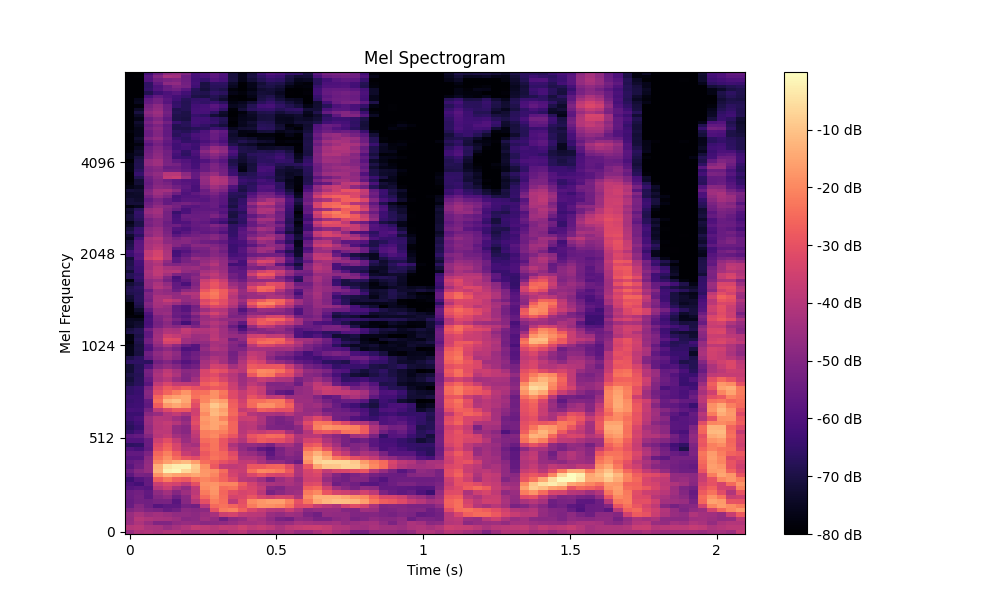 Mel Spectrogram
Mel Frequency
4096
2048
1024
512
0
0
0.5
1
1.5
2
Time (s)
-10 dB
-20 dB
-30 dB
-40 dB
-50 dB
-60 dB
-70 dB
-80 dB